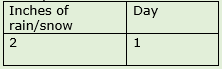 Inches of Day
rain/snow
2 1